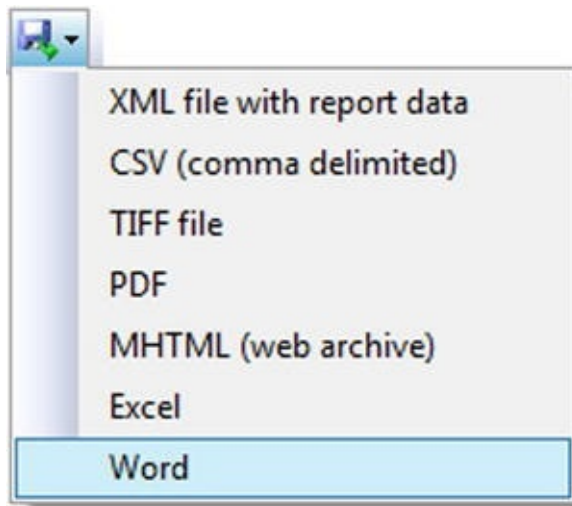 XML file with report data
CSV (comma delimited)
TIFF file
PDF
MHTML (web archive)
Excel
Word